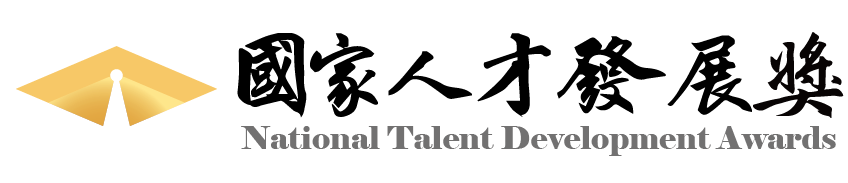 國家人才發展獎
National Talent Development Awards